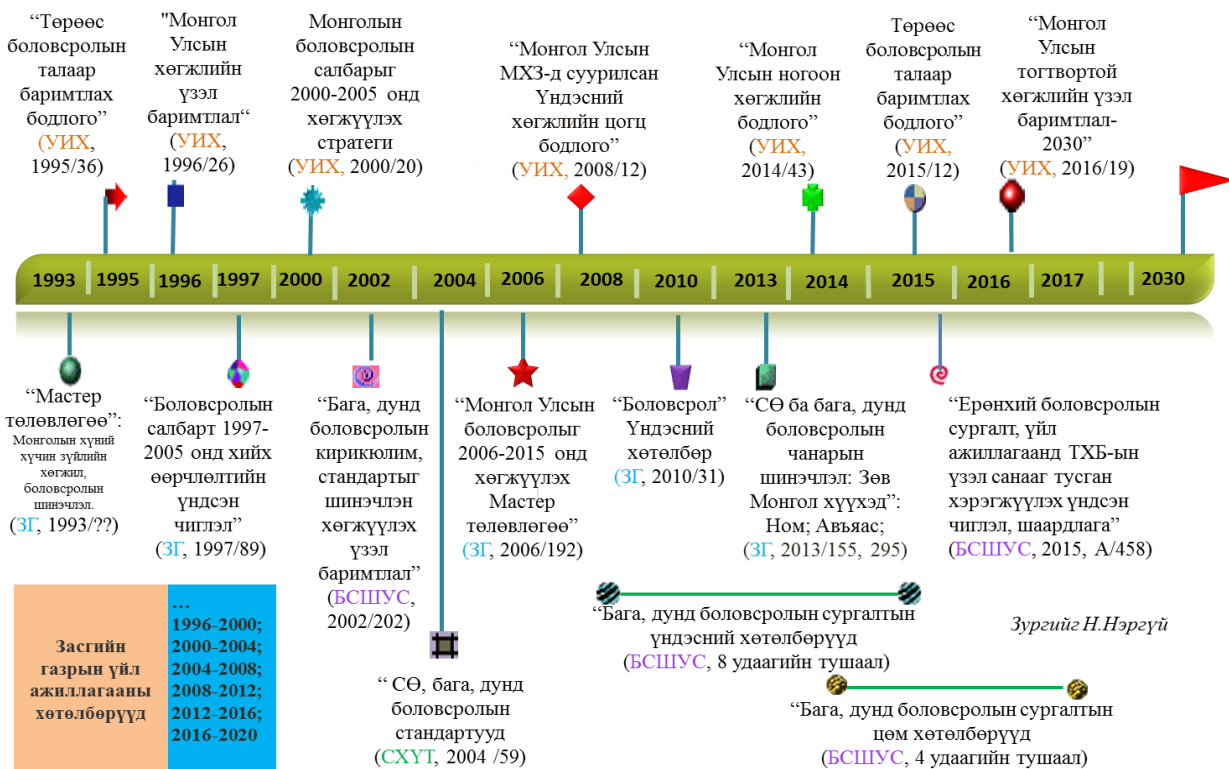 “Төрөөс
боловсролын
талаар
баримтлах
бодлого”
(УИХ,
1995/36)
"Монгол
Улсын
хөгжлийн
үзэл
баримтлал“
(УИХ,
1996/26)
Монголын
боловсролын
салбарыг
2000-2005 онд
хөгжүүлэх
стратеги
(УИХ, 2000/20)
“Монгол Улсын
МХЗ-д суурилсан
Үндэсний
хөгжлийн цогц
бодлого”
(УИХ, 2008/12)
“Монгол
Улсын ногоон
хөгжлийн
бодлого”
(УИХ,
2014/43)
Төрөөс
боловсролын
талаар
баримтлах
бодлого”
(УИХ,
2015/12)
“Монгол
Улсын
тогтвортой
хөгжлийн үзэл
баримтлал-
2030”
(УИХ, 2016/19)
1993 1995 1996 1997 2000 2002 2004 2006 2008 2010 2013 2014 2015 2016 2017 2030
“Мастер
төлөвлөгөө”:
Монголын хүний
хүчин зүйлийн
хөгжил,
боловсролын
шинэчлэл.
(ЗГ, 1993/??)
“Боловсролын
салбарт 1997-
2005 онд хийх
өөрчлөлтийн
үндсэн
чиглэл”
(ЗГ, 1997/89)
“Бага, дунд
боловсролын
кирикюлим,
стандартыг
шинэчлэн
хөгжүүлэх
үзэл
баримтлал”
(БСШУС,
2002/202)
“Монгол Улсын
боловсролыг
2006-2015 онд
хөгжүүлэх
Мастер
төлөвлөгөө”
(ЗГ, 2006/192)
“Боловсрол”
Үндэсний
хөтөлбөр
(ЗГ, 2010/31)
“СӨ ба бага, дунд
боловсролын
чанарын
шинэчлэл: Зөв
Монгол хүүхэд”:
Ном; Авъяас;
(ЗГ, 2013/155, 295)
“Ерөнхий боловсролын
сургалт, үйл
ажиллагаанд ТХБ-ын
үзэл санааг тусган
хэрэгжүүлэх үндсэн
чиглэл, шаардлага”
(БСШУС, 2015, А/458)
Засгийн
газрын үйл
ажиллагааны
хөтөлбөрүүд
…
1996-2000;
2000-2004;
2004-2008;
2008-2012;
2012-2016;
2016-2020
“ СӨ, бага, дунд
боловсролын
стандартууд
(СХҮТ, 2004 /59)
“Бага, дунд боловсролын сургалтын
үндэсний хөтөлбөрүүд
(БСШУС, 8 удаагийн тушаал)
Зургийг Н.Нэргүй
“Бага, дунд боловсролын сургалтын
цөм хөтөлбөрүүд
(БСШУС, 4 удаагийн тушаал)